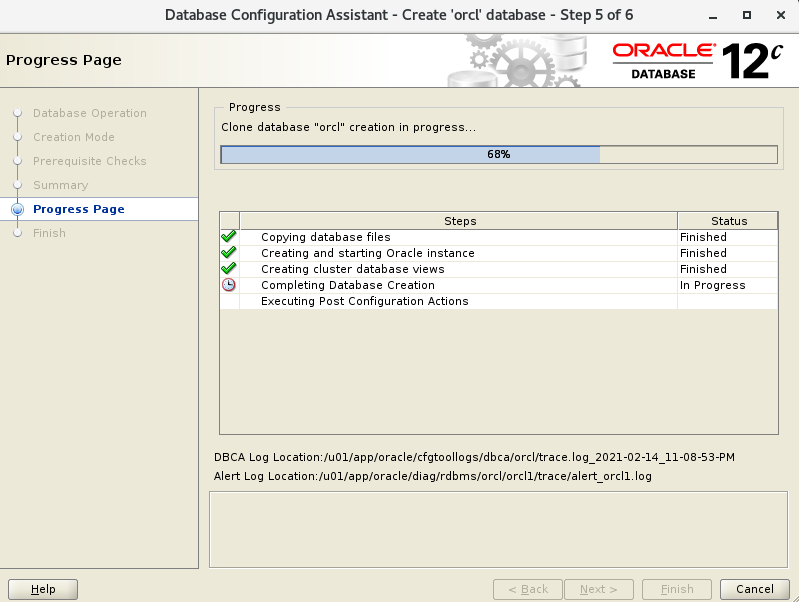 Database Configuration Assistant - Create 'orcl' database - Step 5 of 6
Progress Page
ORACLE
DATABASE
12c
Database Operation
Creation Mode
Prerequisite Checks
Summary
Progress Page
Finish
Progress
Clone database "orcl" creation in progress...
68%
Steps Status
Copying database files Finished
Creating and starting Oracle instance Finished
Creating cluster database views Finished
Completing Database Creation In Progress
Executing Post Configuration Actions
DBCA Log Location:/u01/app/oracle/cfgtoollogs/dbca/orcl/trace.log_2021-02-14_11-08-53-PM
Alert Log Location:/u01/app/oracle/diag/rdbms/orcl/orcl1/trace/alert_orcl1.log
Help < Back Next > Finish Cancel